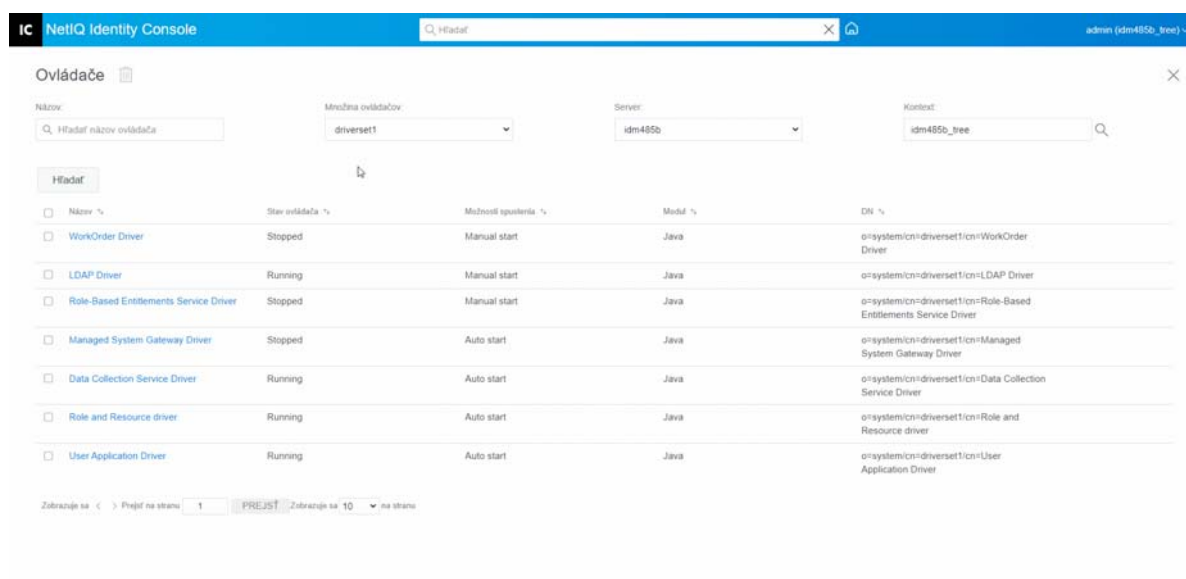 IC NetIQ Identity Console Hľadať admin (idm485b_tree)
Ovládače
Názov: Množina ovládačov: Server: Kontext:
Hľadať názov ovládača driverset1 idm485b idm485b_tree
Hľadať
Názov Stav ovládača Možnosti spustenia Modul DN
WorkOrder Driver Stopped Manual start Java o=system/cn=driverset1/cn=WorkOrder
Driver
LDAP Driver Running Manual start Java o=system/cn=driverset1/cn=LDAP Driver
Role-Based Entitlements Service Driver Stopped Manual start Java o=system/cn=driverset1/cn=Role-Based
Entitlements Service Driver
Managed System Gateway Driver Stopped Auto start Java o=system/cn=driverset1/cn=Managed
System Gateway Driver
Data Collection Service Driver Running Auto start Java o=system/cn=driverset1/cn=Data Collection
Service Driver
Role and Resource driver Running Auto start Java o=system/cn=driverset1/cn=Role and
Resource driver
User Application Driver Running Auto start Java o=system/cn=driverset1/cn=User
Application Driver
Zobrazuje sa < > Prejsť na stranu 1 PREJSŤ Zobrazuje sa 10 na stranu